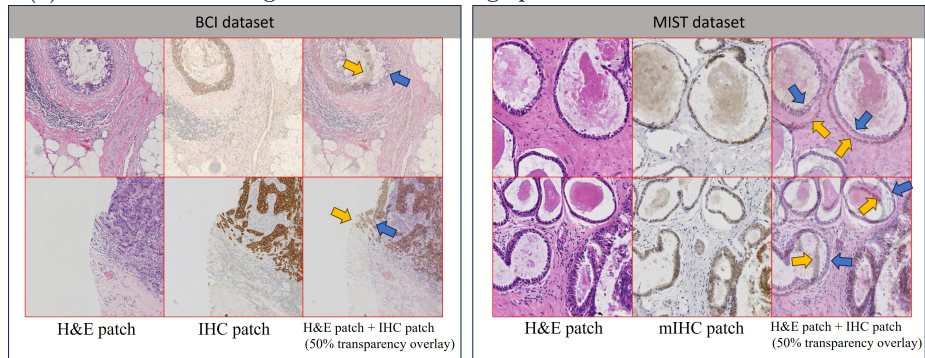 BCI dataset
H&E patch
IHC patch
H&E patch + IHC patch
(50% transparency overlay)
MIST dataset
H&E patch
mIHC patch
H&E patch + IHC patch
(50% transparency overlay)